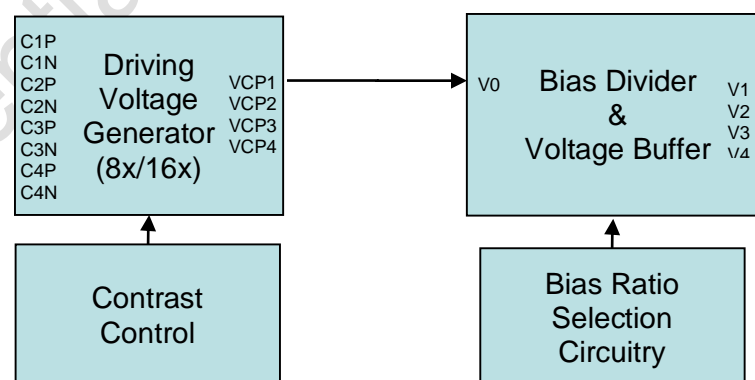 C1P
C1N
C2P
C2N
C3P
C3N
C4P
C4N
Driving
Voltage
Generator
(8x/16x)
VCP1
VCP2
VCP3
VCP4
V0
Bias Divider
&
Voltage Buffer
V1
V2
V3
V4
Contrast
Control
Bias Ratio
Selection
Circuitry